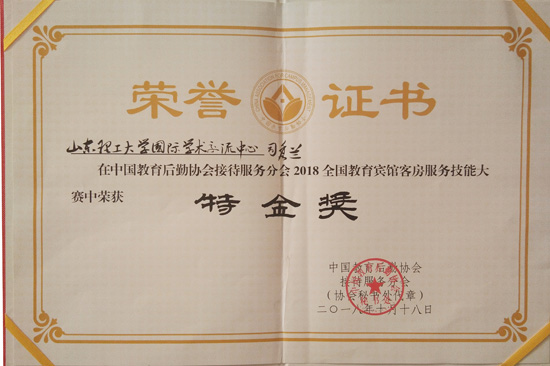 荣誉证书
山东理工大学国际学术交流中心 司爱兰
在中国教育后勤协会接待服务分会2018全国教育宾馆客房服务技能大
赛中荣获
特金奖
中国教育后勤协会
接待服务分会
(协会秘书处代章)
二〇一八年十月十八日